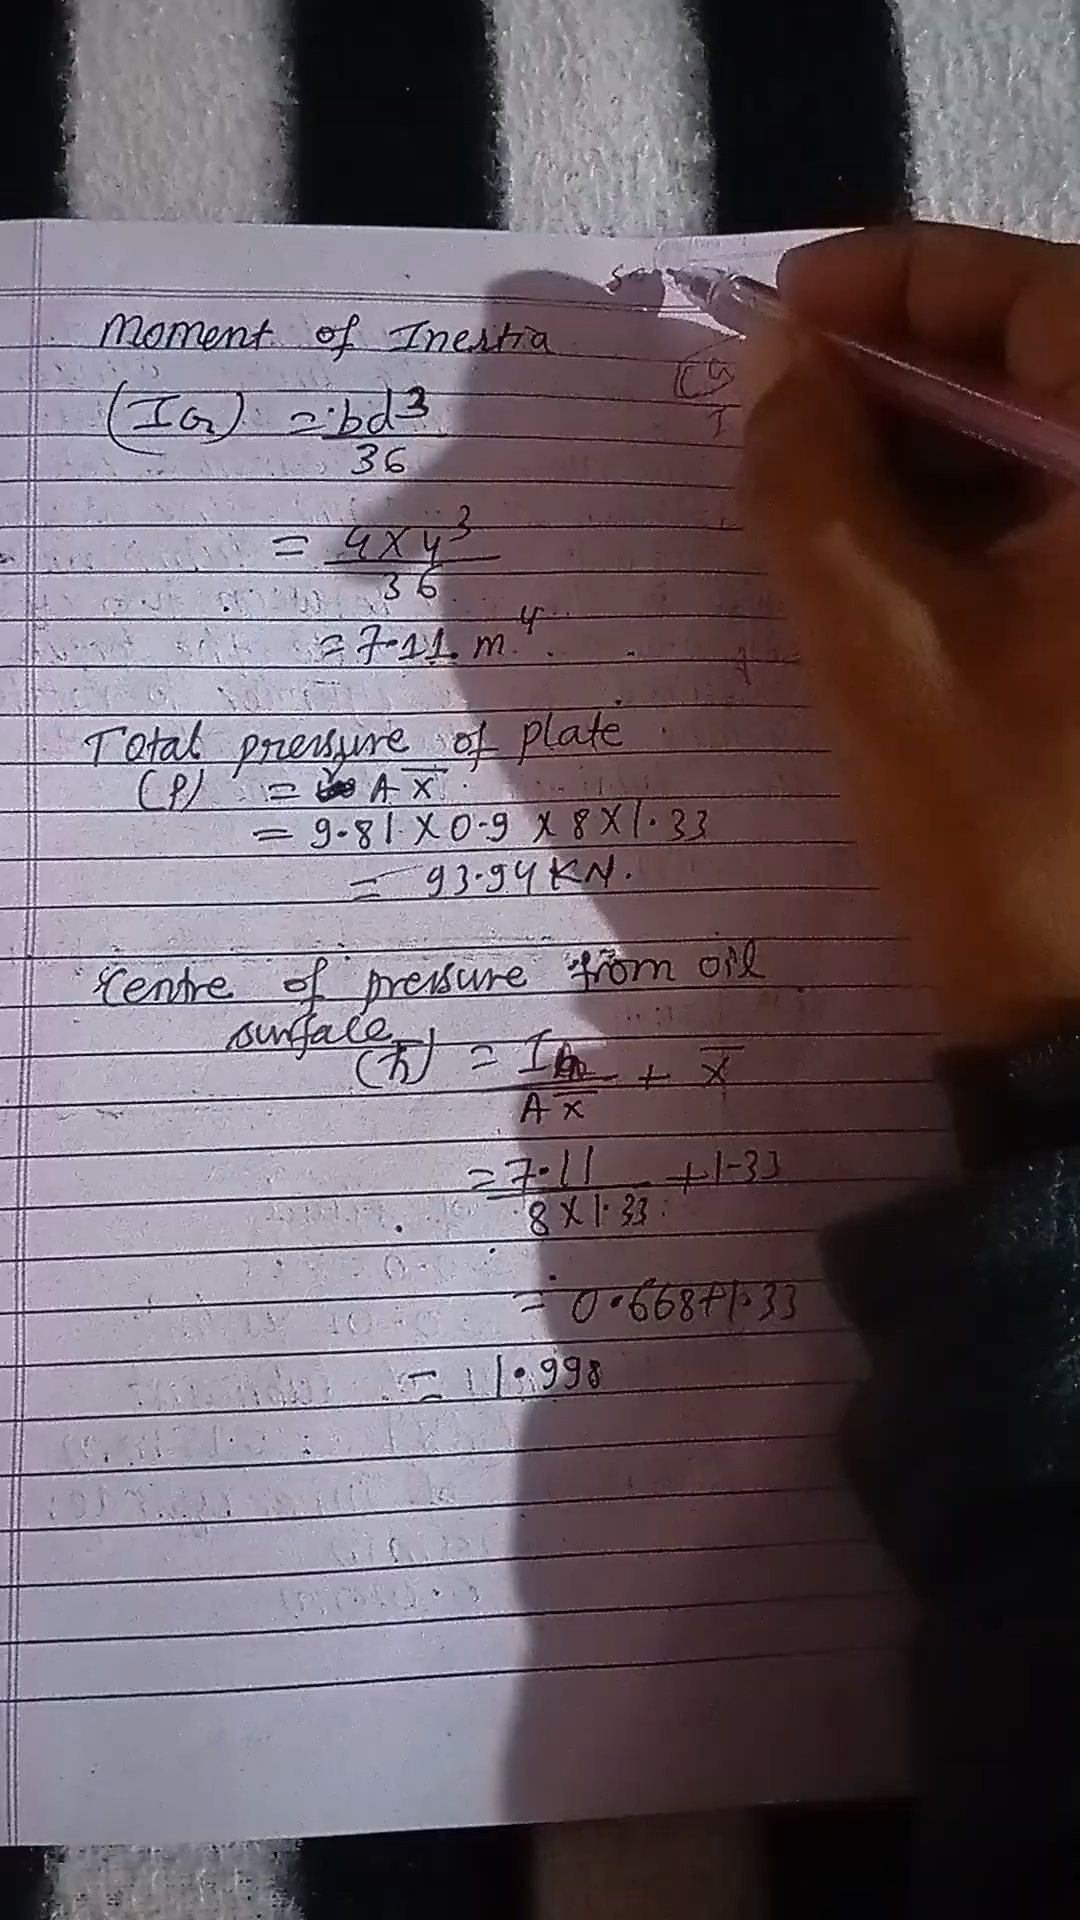 Moment of Inertia
(IG) = bd³
36
= 4×4³
36
= 7.11 m⁴.
Total pressure of plate
(P) = A x̄
= 9.81 × 0.9 × 8 × 1.33
= 93.94 KN.
Centre of pressure from oil
surface
(h̄) = IG + x̄
A x̄
= 7.11 + 1.33
8 × 1.33
= 0.668+1.33
= 1.998